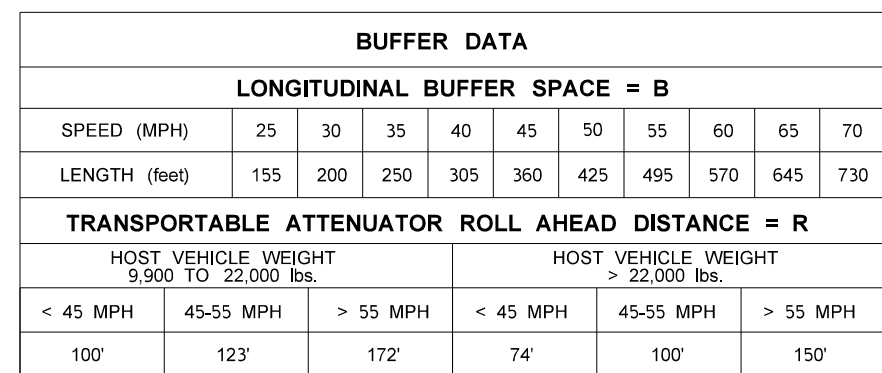 BUFFER DATA
LONGITUDINAL BUFFER SPACE = B
SPEED (MPH) 25 30 35 40 45 50 55 60 65 70
LENGTH (feet) 155 200 250 305 360 425 495 570 645 730
TRANSPORTABLE ATTENUATOR ROLL AHEAD DISTANCE = R
HOST VEHICLE WEIGHT
9,900 TO 22,000 lbs.
HOST VEHICLE WEIGHT
> 22,000 lbs.
< 45 MPH 45-55 MPH > 55 MPH < 45 MPH 45-55 MPH > 55 MPH
100' 123' 172' 74' 100' 150'